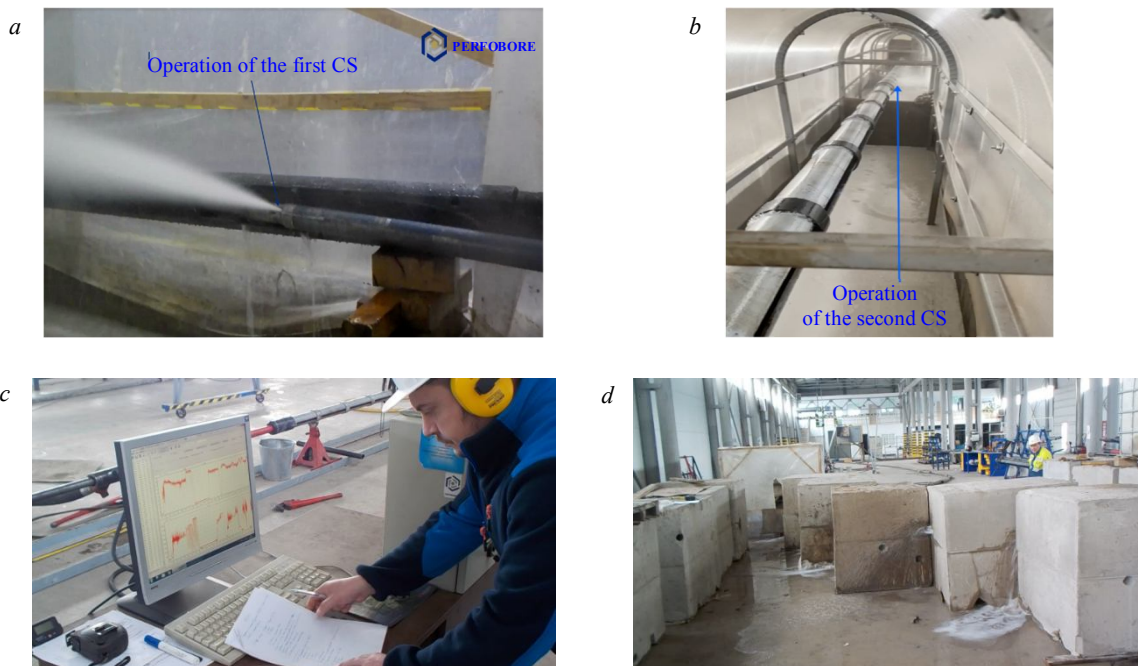 a
PERFOBORE
Operation of the first CS
b
Operation
of the second CS
c
d